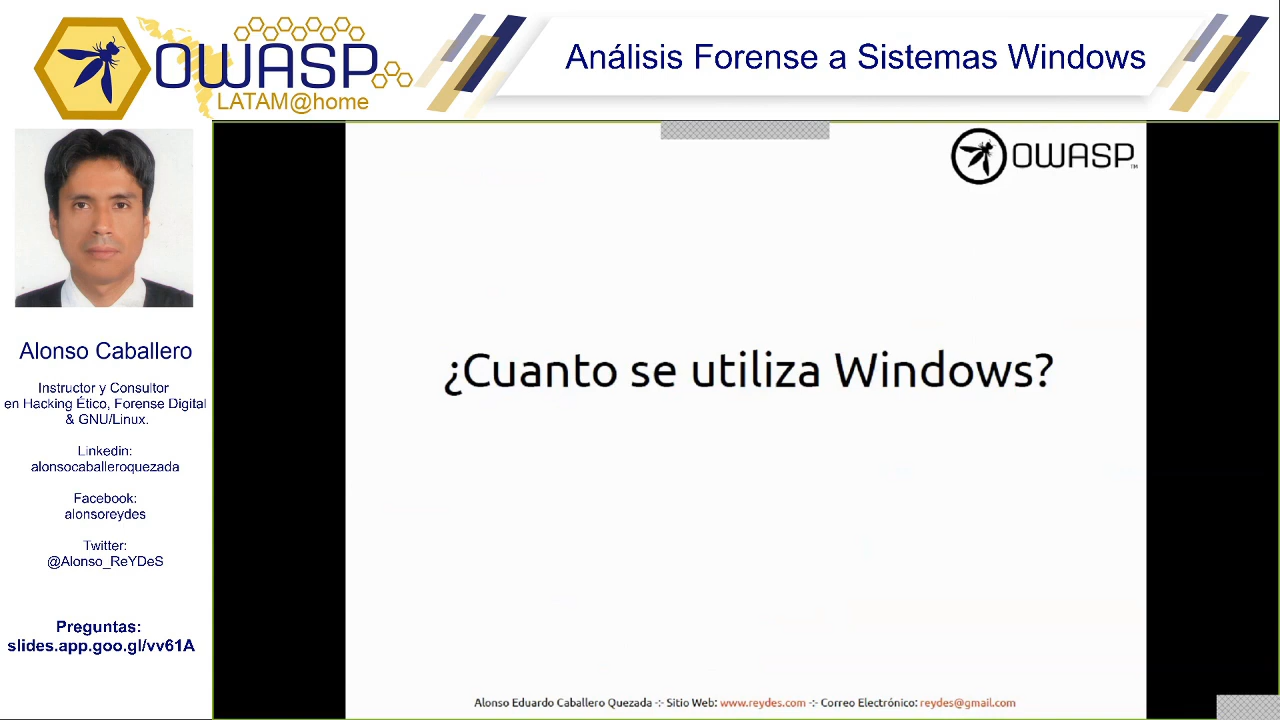 OWASP
LATAM@home
Análisis Forense a Sistemas Windows
Alonso Caballero
Instructor y Consultor
en Hacking Ético, Forense Digital
& GNU/Linux.
Linkedin:
alonsocaballeroquezada
Facebook:
alonsoreydes
Twitter:
@Alonso_ReYDeS
Preguntas:
slides.app.goo.gl/vv61A
OWASP™
¿Cuanto se utiliza Windows?
Alonso Eduardo Caballero Quezada -:- Sitio Web: www.reydes.com -:- Correo Electrónico: reydes@gmail.com